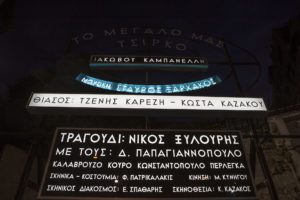 ΤΟ ΜΕΓΑΛΟ ΜΑΣ
ΤΣΙΡΚΟ
ΙΑΚΩΒΟΥ ΚΑΜΠΑΝΕΛΛΗ
ΜΟΥΣΙΚΗ ΣΤΑΥΡΟΣ ΞΑΡΧΑΚΟΣ
ΘΙΑΣΟΣ: ΤΖΕΝΗΣ ΚΑΡΕΖΗ – ΚΩΣΤΑ ΚΑΖΑΚΟΥ
ΤΡΑΓΟΥΔΙ: ΝΙΚΟΣ ΞΥΛΟΥΡΗΣ
ΜΕ ΤΟΥΣ: Δ. ΠΑΠΑΓΙΑΝΝΟΠΟΥΛΟ
ΚΑΛΑΒΡΟΥΖΟ ΚΟΥΡΟ ΚΩΝΣΤΑΝΤΟΠΟΥΛΟ ΠΕΡΛΕΓΚΑ
ΣΚΗΝΙΚΑ – ΚΟΣΤΟΥΜΙΑ: Φ. ΠΑΤΡΙΚΑΛΑΚΙΣ ΚΙΝΗΣΗ: Μ. ΚΥΝΗΓΟΥ
ΣΚΗΝΙΚΟΣ ΔΙΑΚΟΣΜΟΣ: Ε. ΣΠΑΘΑΡΗΣ ΣΚΗΝΟΘΕΣΙΑ: Κ. ΚΑΖΑΚΟΣ